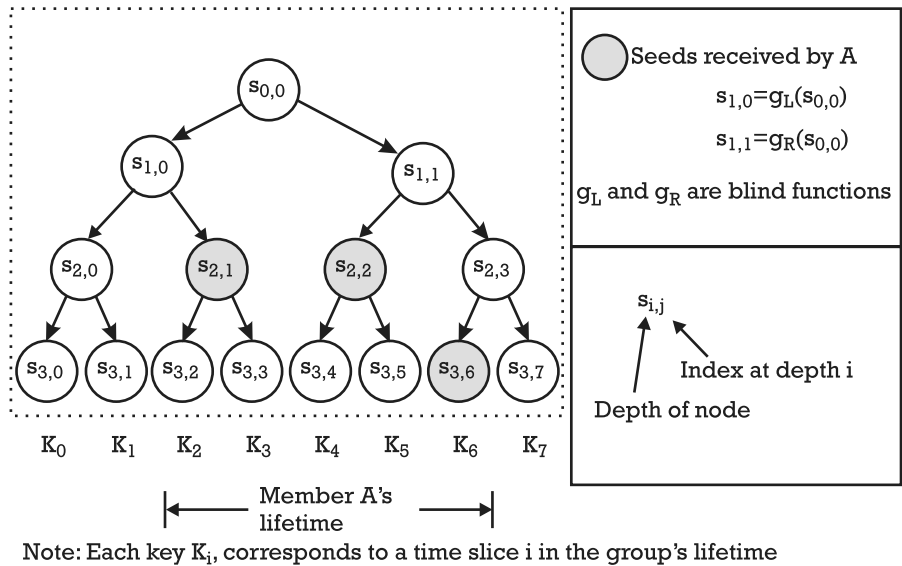 s0,0
s1,0 s1,1
s2,0 s2,1 s2,2 s2,3
s3,0 s3,1 s3,2 s3,3 s3,4 s3,5 s3,6 s3,7
K0 K1 K2 K3 K4 K5 K6 K7
Member A's
lifetime
Note: Each key Ki, corresponds to a time slice i in the group's lifetime
Seeds received by A
s1,0=gL(s0,0)
s1,1=gR(s0,0)
gL and gR are blind functions
si,j
Index at depth i
Depth of node